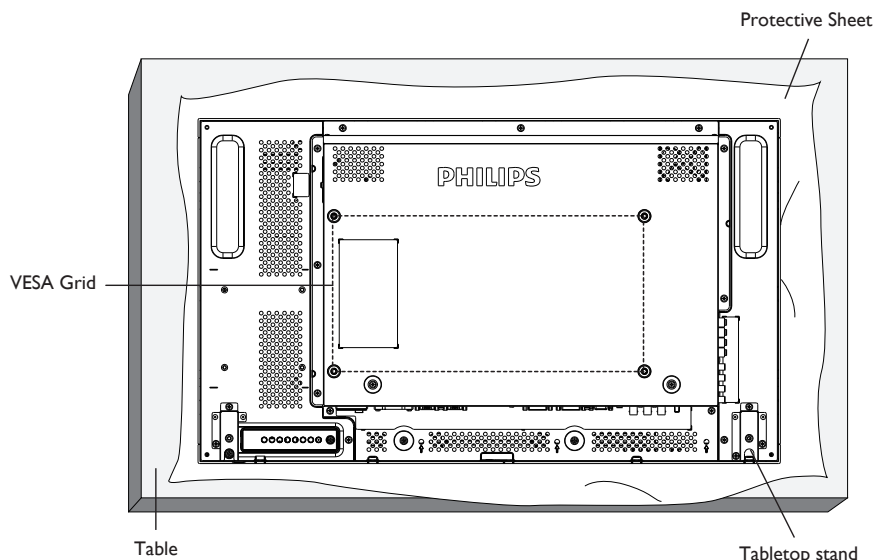 Protective Sheet
PHILIPS
VESA Grid
Table
Tabletop stand